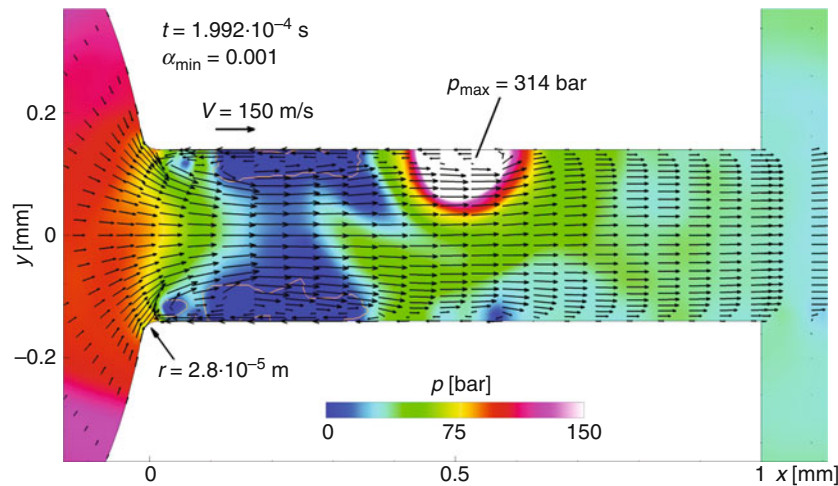 t = 1.992·10⁻⁴ s
α_min = 0.001
p_max = 314 bar
V = 150 m/s
0.2
0
−0.2
y [mm]
r = 2.8·10⁻⁵ m
p [bar]
0 75 150
0 0.5 1 x [mm]